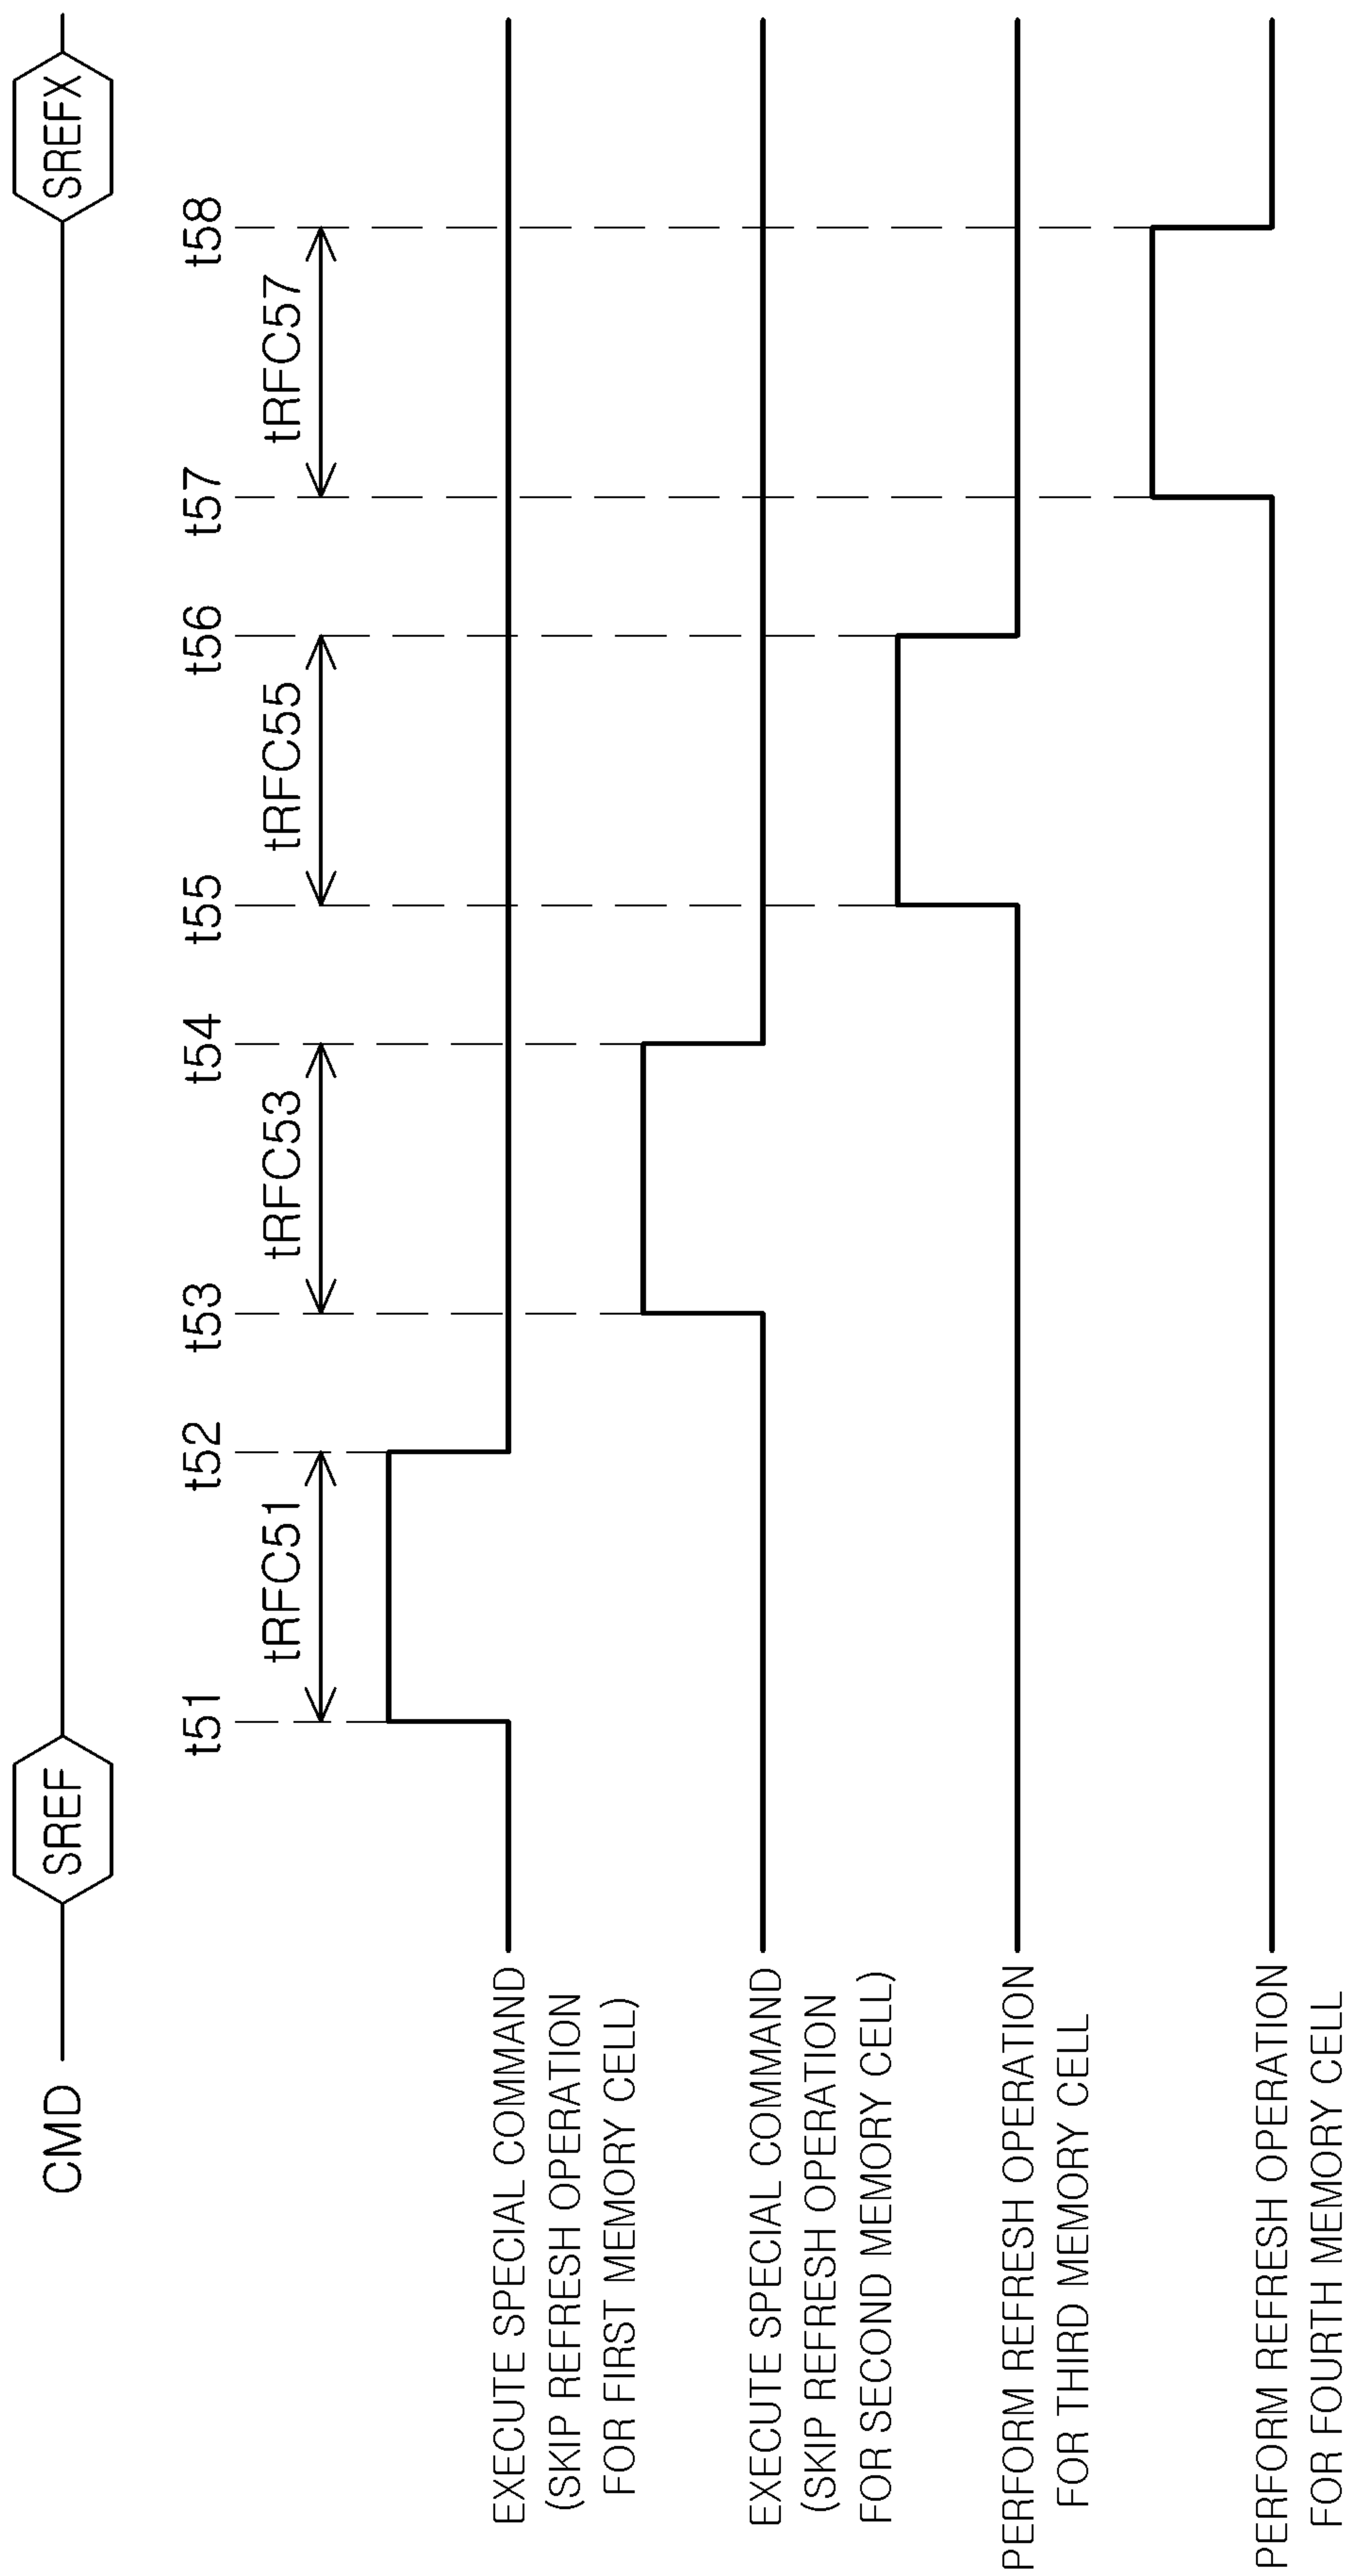 CMD
SREF
SREFX
t51
t52
t53
t54
t55
t56
t57
t58
tRFC51
tRFC53
tRFC55
tRFC57
EXECUTE SPECIAL COMMAND
(SKIP REFRESH OPERATION
FOR FIRST MEMORY CELL)
EXECUTE SPECIAL COMMAND
(SKIP REFRESH OPERATION
FOR SECOND MEMORY CELL)
PERFORM REFRESH OPERATION
FOR THIRD MEMORY CELL
PERFORM REFRESH OPERATION
FOR FOURTH MEMORY CELL